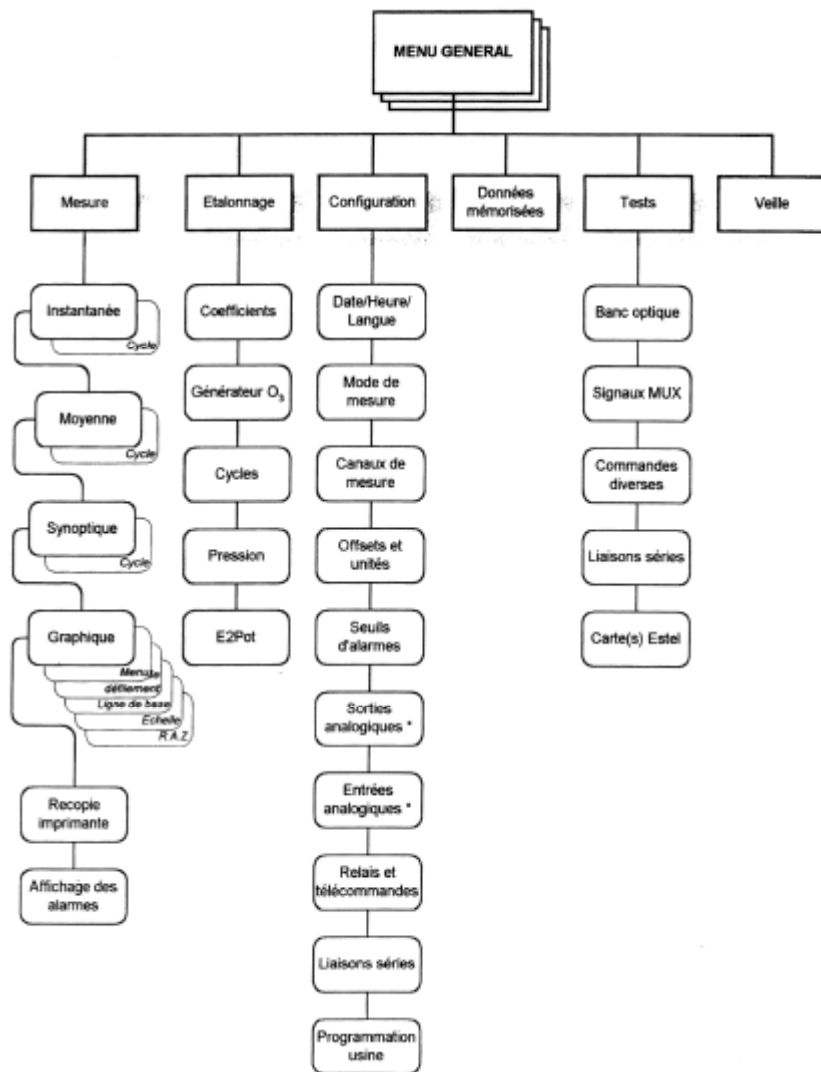 MENU GENERAL
Mesure
Etalonnage
Configuration
Données
mémorisées
Tests
Veille
Instantanée
Cycle
Moyenne
Cycle
Synoptique
Cycle
Graphique
Menu
défilement
Ligne de base
Echelle
R.A.Z.
Recopie
imprimante
Affichage des
alarmes
Coefficients
Générateur O₃
Cycles
Pression
E2Pot
Date/Heure/
Langue
Mode de
mesure
Canaux de
mesure
Offsets et
unités
Seuils
d'alarmes
Sorties
analogiques *
Entrées
analogiques *
Relais et
télécommandes
Liaisons séries
Programmation
usine
Banc optique
Signaux MUX
Commandes
diverses
Liaisons séries
Carte(s) Estel